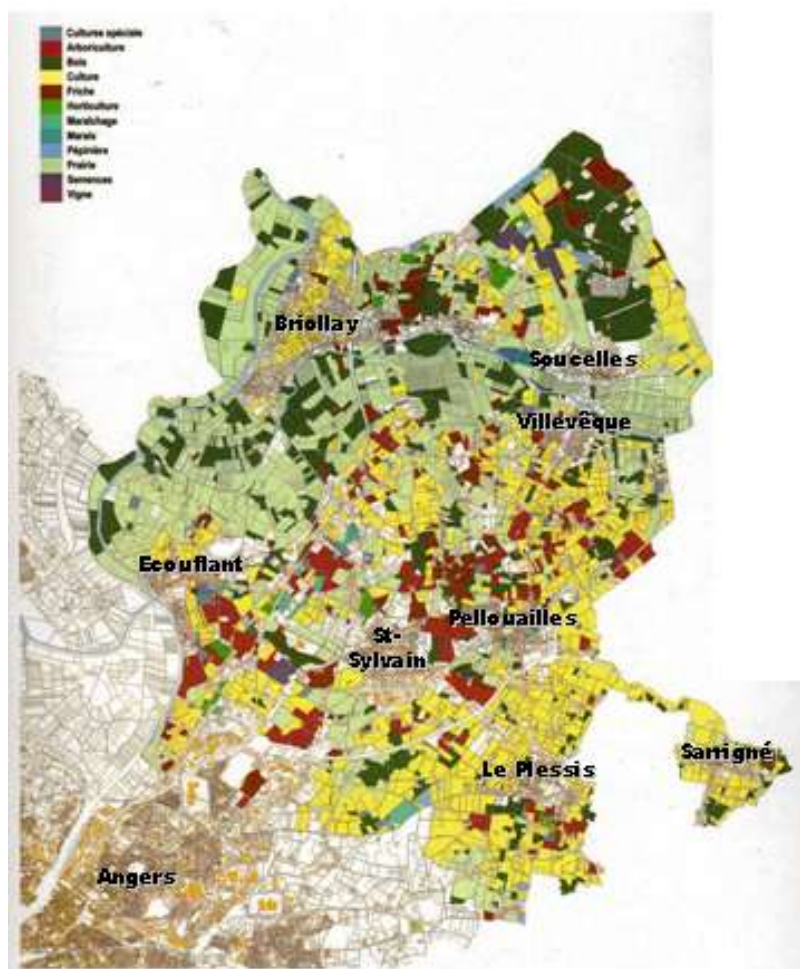 Cultures spéciale
Arboriculture
Bois
Culture
Friche
Horticulture
Maraîchage
Marais
Pépinière
Prairie
Semences
Vigne
Briollay
Soucelles
Villevêque
Ecouflant
Pellouailles
St-
Sylvain
Sarrigné
Le Plessis
Angers